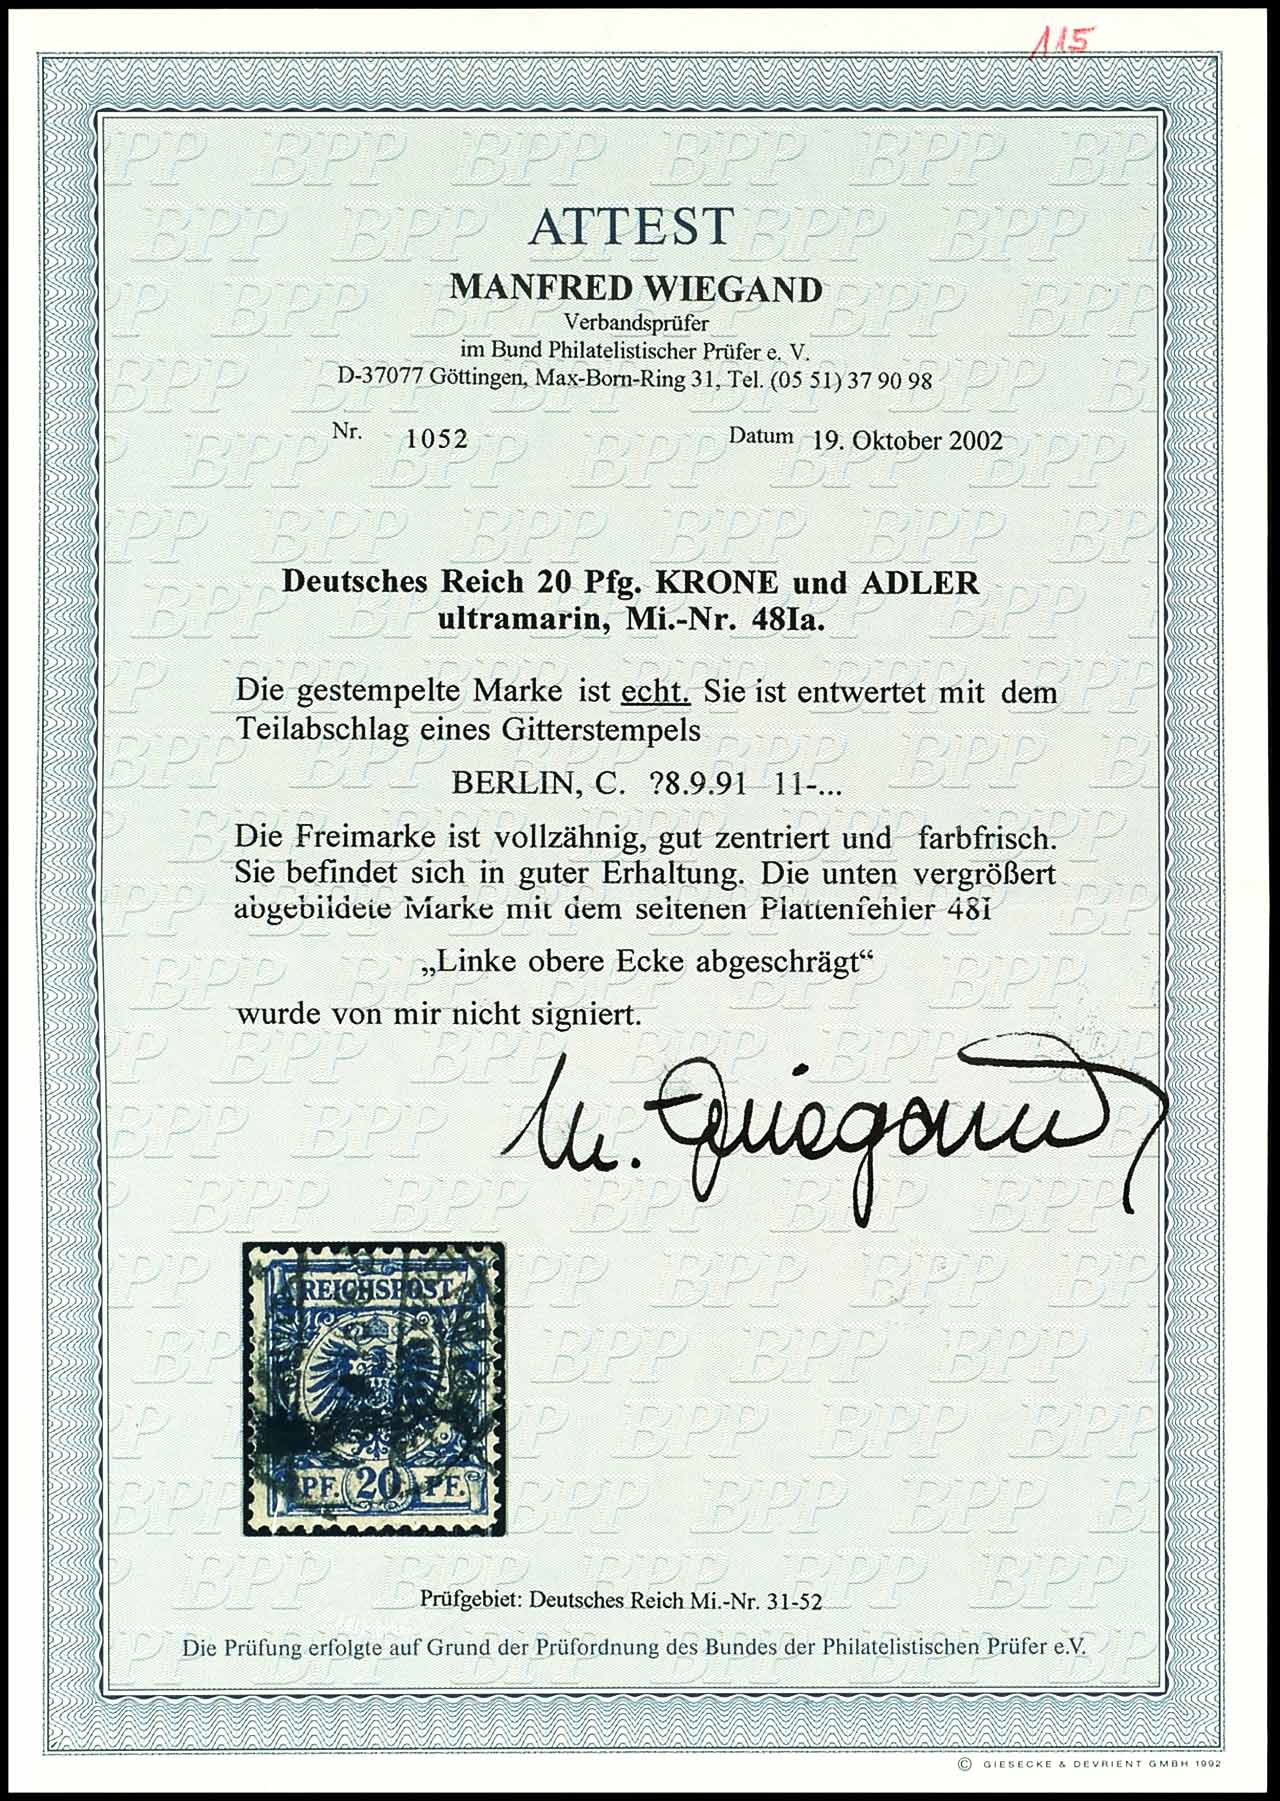 115
ATTEST
MANFRED WIEGAND
Verbandsprüfer
im Bund Philatelistischer Prüfer e. V.
D-37077 Göttingen, Max-Born-Ring 31, Tel. (05 51) 37 90 98
Nr. 1052 Datum 19. Oktober 2002
Deutsches Reich 20 Pfg. KRONE und ADLER
ultramarin, Mi.-Nr. 48Ia.
Die gestempelte Marke ist echt. Sie ist entwertet mit dem
Teilabschlag eines Gitterstempels
BERLIN, C. ?8.9.91 11-...
Die Freimarke ist vollzähnig, gut zentriert und farbfrisch.
Sie befindet sich in guter Erhaltung. Die unten vergrößert
abgebildete Marke mit dem seltenen Plattenfehler 48I
„Linke obere Ecke abgeschrägt“
wurde von mir nicht signiert.
M. Wiegand
REICHSPOST
PF. 20 PF.
Prüfgebiet: Deutsches Reich Mi.-Nr. 31-52
Die Prüfung erfolgte auf Grund der Prüfordnung des Bundes der Philatelistischen Prüfer e.V.
© GIESECKE & DEVRIENT GMBH 1992